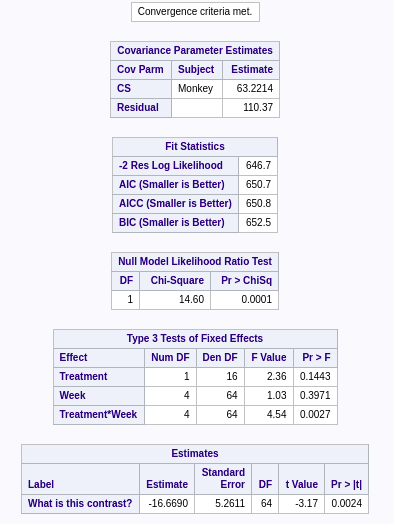 Convergence criteria met.
Covariance Parameter Estimates
Cov Parm Subject Estimate
CS Monkey 63.2214
Residual 110.37
Fit Statistics
-2 Res Log Likelihood 646.7
AIC (Smaller is Better) 650.7
AICC (Smaller is Better) 650.8
BIC (Smaller is Better) 652.5
Null Model Likelihood Ratio Test
DF Chi-Square Pr > ChiSq
1 14.60 0.0001
Type 3 Tests of Fixed Effects
Effect Num DF Den DF F Value Pr > F
Treatment 1 16 2.36 0.1443
Week 4 64 1.03 0.3971
Treatment*Week 4 64 4.54 0.0027
Estimates
Standard
Label Estimate Error DF t Value Pr > |t|
What is this contrast? -16.6690 5.2611 64 -3.17 0.0024